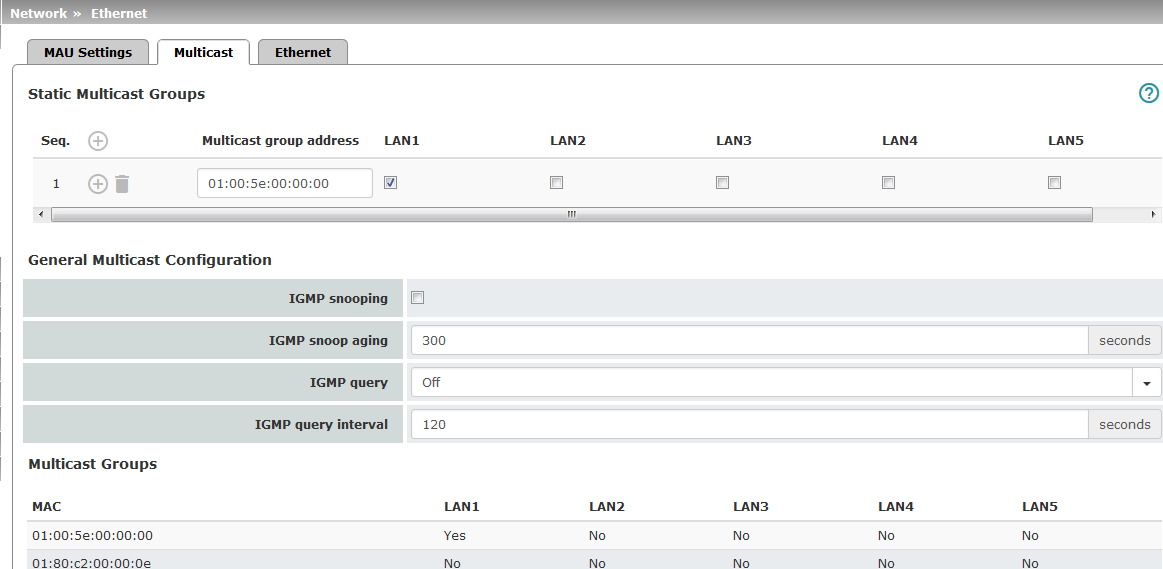 Network » Ethernet
MAU Settings Multicast Ethernet
Static Multicast Groups
Seq. Multicast group address LAN1 LAN2 LAN3 LAN4 LAN5
1 01:00:5e:00:00:00
General Multicast Configuration
IGMP snooping
IGMP snoop aging 300 seconds
IGMP query Off
IGMP query interval 120 seconds
Multicast Groups
MAC LAN1 LAN2 LAN3 LAN4 LAN5
01:00:5e:00:00:00 Yes No No No No
01:80:c2:00:00:0e No No No No No